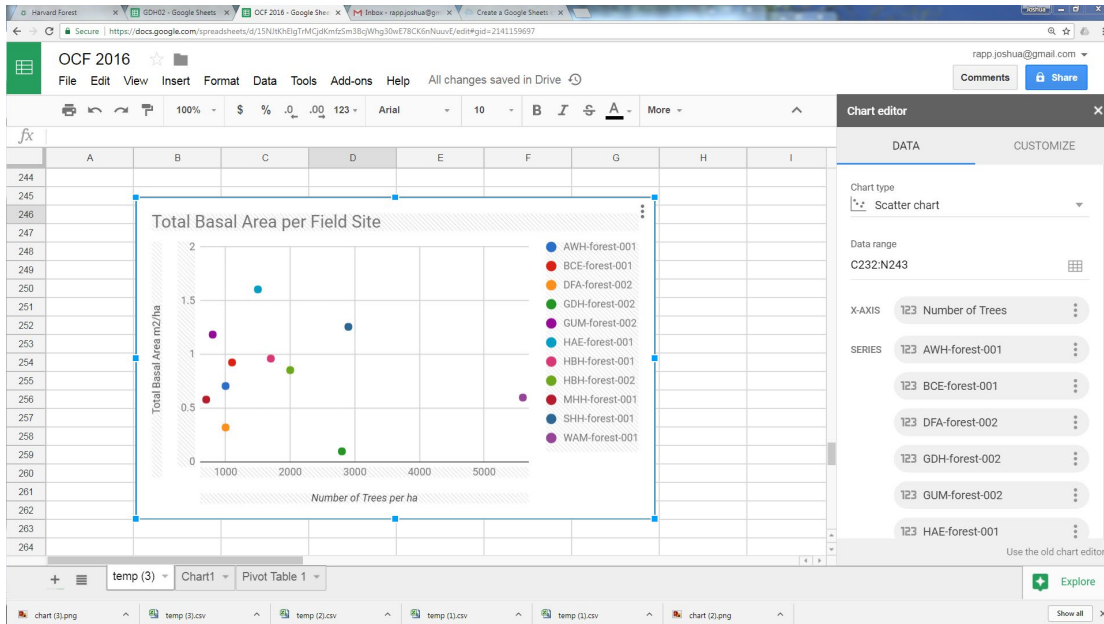 Harvard Forest
GDH02 - Google Sheets
OCF 2016 - Google Shee
Inbox - rapp.joshua@gm
Create a Google Sheets
Joshua
Secure https://docs.google.com/spreadsheets/d/15NJtKhElgTrMCjdKmfzSm3BcjWhg30wE78CK6nNuuvE/edit#gid=2141159697
OCF 2016
rapp.joshua@gmail.com
File Edit View Insert Format Data Tools Add-ons Help All changes saved in Drive
Comments Share
100% $ % .0 .00 123 Arial 10 B I S A More
fx
A B C D E F G H I
244
245
246
247
248
249
250
251
252
253
254
255
256
257
258
259
260
261
262
263
264
Total Basal Area per Field Site
Total Basal Area m2/ha
2
1.5
1
0.5
0
1000 2000 3000 4000 5000
Number of Trees per ha
AWH-forest-001
BCE-forest-001
DFA-forest-002
GDH-forest-002
GUM-forest-002
HAE-forest-001
HBH-forest-001
HBH-forest-002
MHH-forest-001
SHH-forest-001
WAM-forest-001
Chart editor
DATA CUSTOMIZE
Chart type
Scatter chart
Data range
C232:N243
X-AXIS 123 Number of Trees
SERIES 123 AWH-forest-001
123 BCE-forest-001
123 DFA-forest-002
123 GDH-forest-002
123 GUM-forest-002
123 HAE-forest-001
Use the old chart editor
temp (3) Chart1 Pivot Table 1
Explore
chart (3).png temp (3).csv temp (2).csv temp (1).csv temp (1).csv chart (2).png Show all